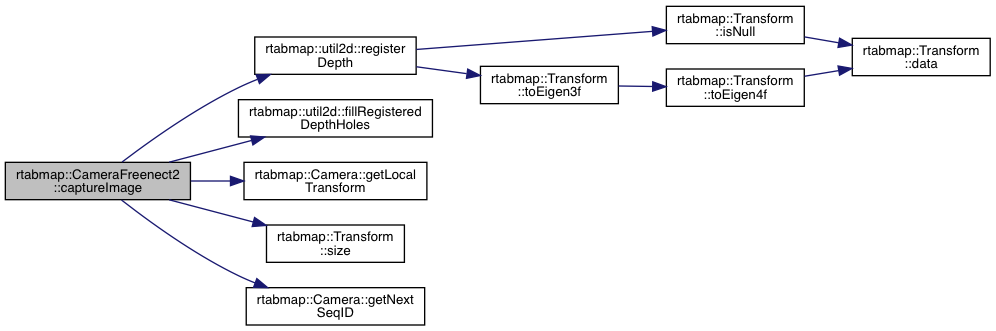 rtabmap::CameraFreenect2
::captureImage
rtabmap::util2d::register
Depth
rtabmap::util2d::fillRegistered
DepthHoles
rtabmap::Camera::getLocal
Transform
rtabmap::Transform
::size
rtabmap::Camera::getNext
SeqID
rtabmap::Transform
::toEigen3f
rtabmap::Transform
::isNull
rtabmap::Transform
::toEigen4f
rtabmap::Transform
::data